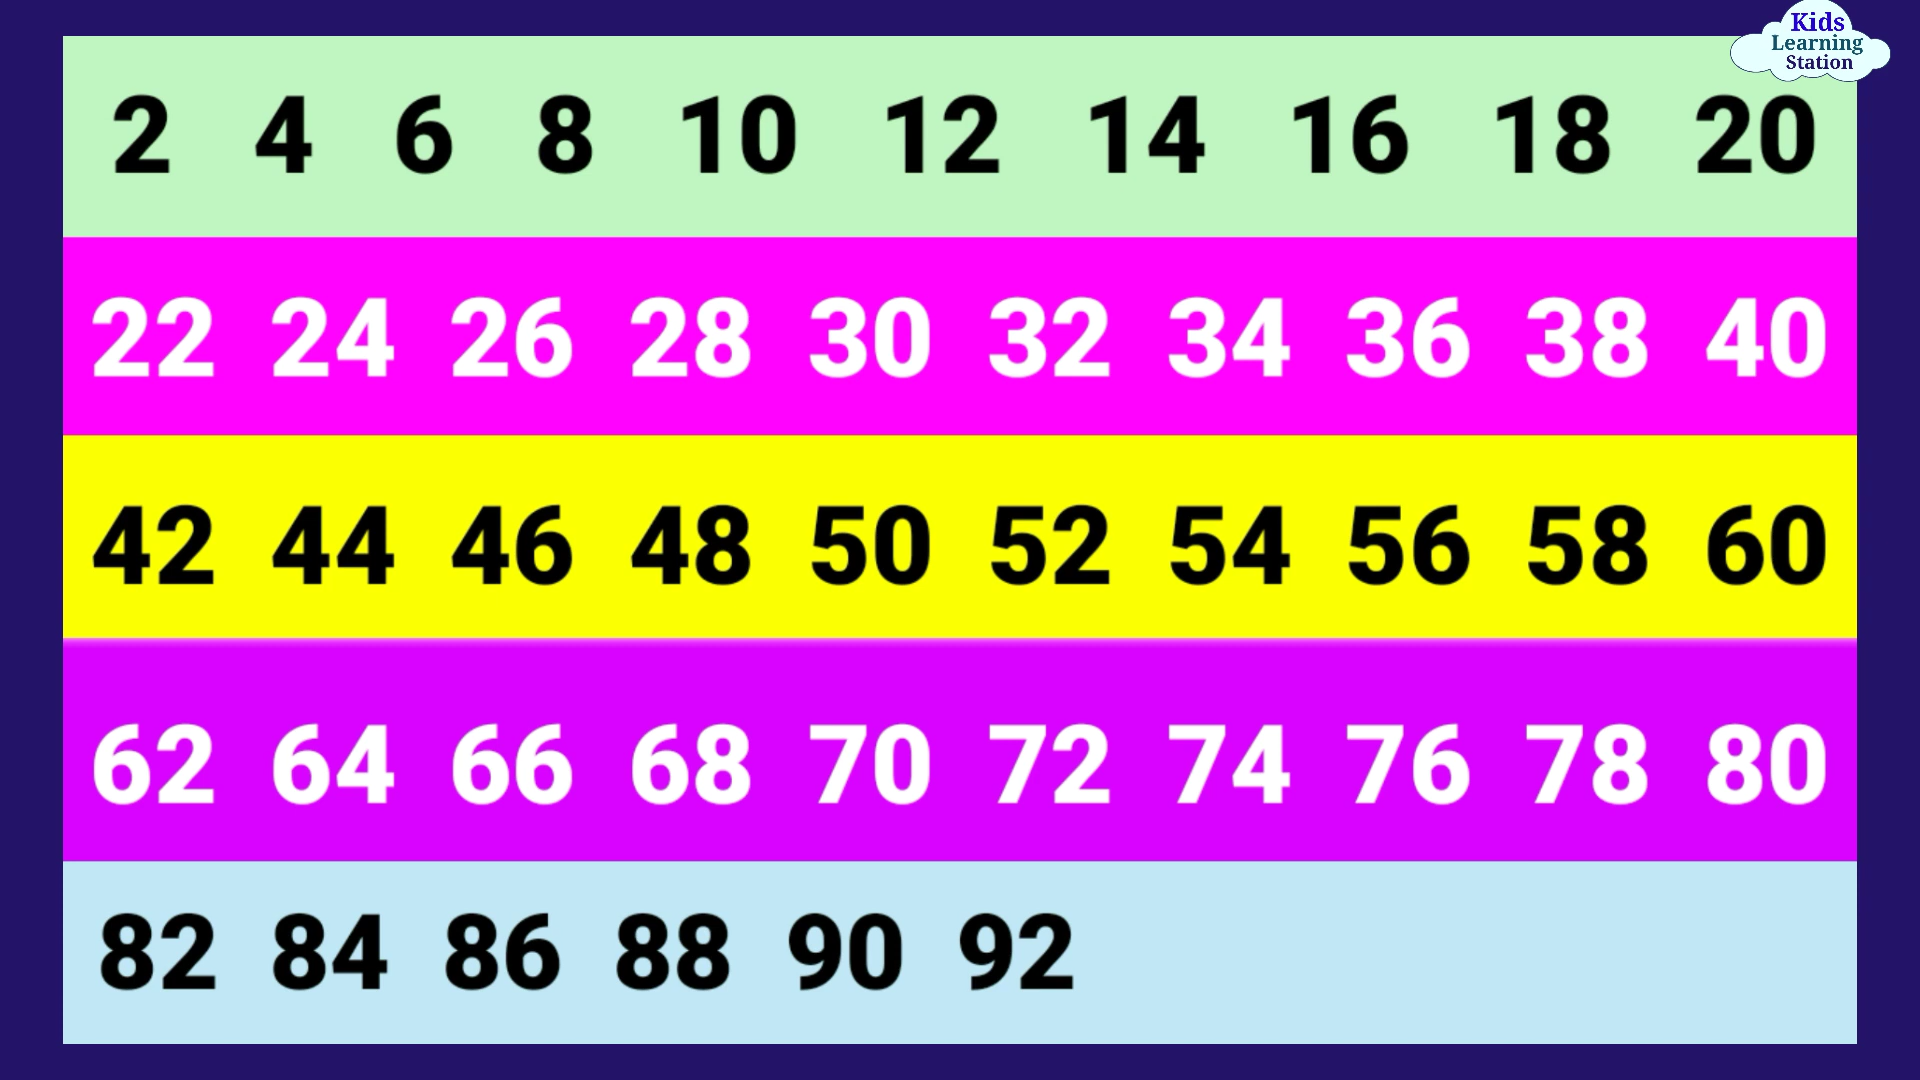 Kids
Learning
Station
2 4 6 8 10 12 14 16 18 20
22 24 26 28 30 32 34 36 38 40
42 44 46 48 50 52 54 56 58 60
62 64 66 68 70 72 74 76 78 80
82 84 86 88 90 92